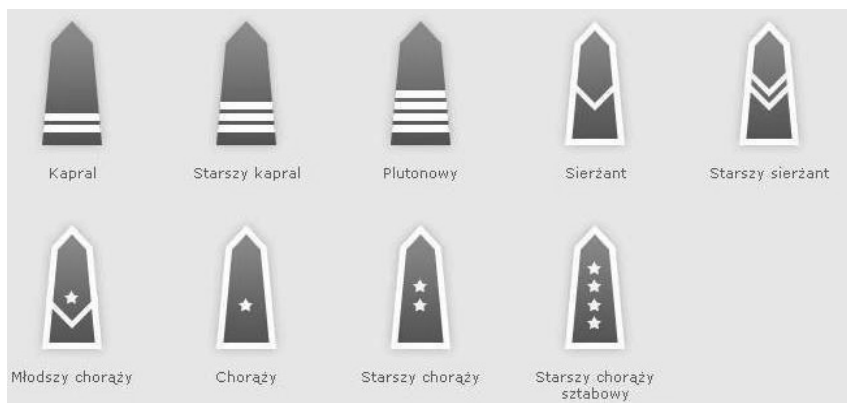 Kapral
Starszy kapral
Plutonowy
Sierżant
Starszy sierżant
Młodszy chorąży
Chorąży
Starszy chorąży
Starszy chorąży
sztabowy